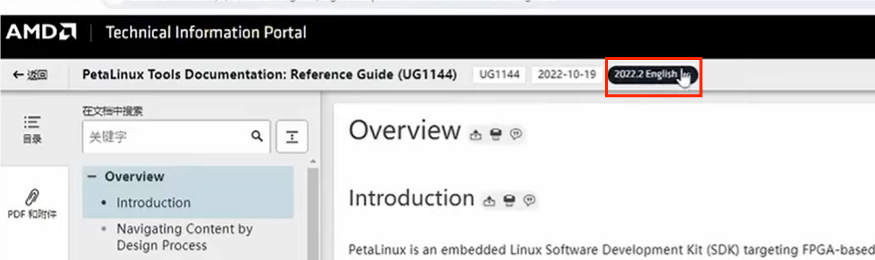 AMD Technical Information Portal
← 返回 PetaLinux Tools Documentation: Reference Guide (UG1144) UG1144 2022-10-19 2022.2 English
目录
PDF 和附件
在文档中搜索
关键字
− Overview
• Introduction
Navigating Content by
Design Process
Overview
Introduction
PetaLinux is an embedded Linux Software Development Kit (SDK) targeting FPGA-based